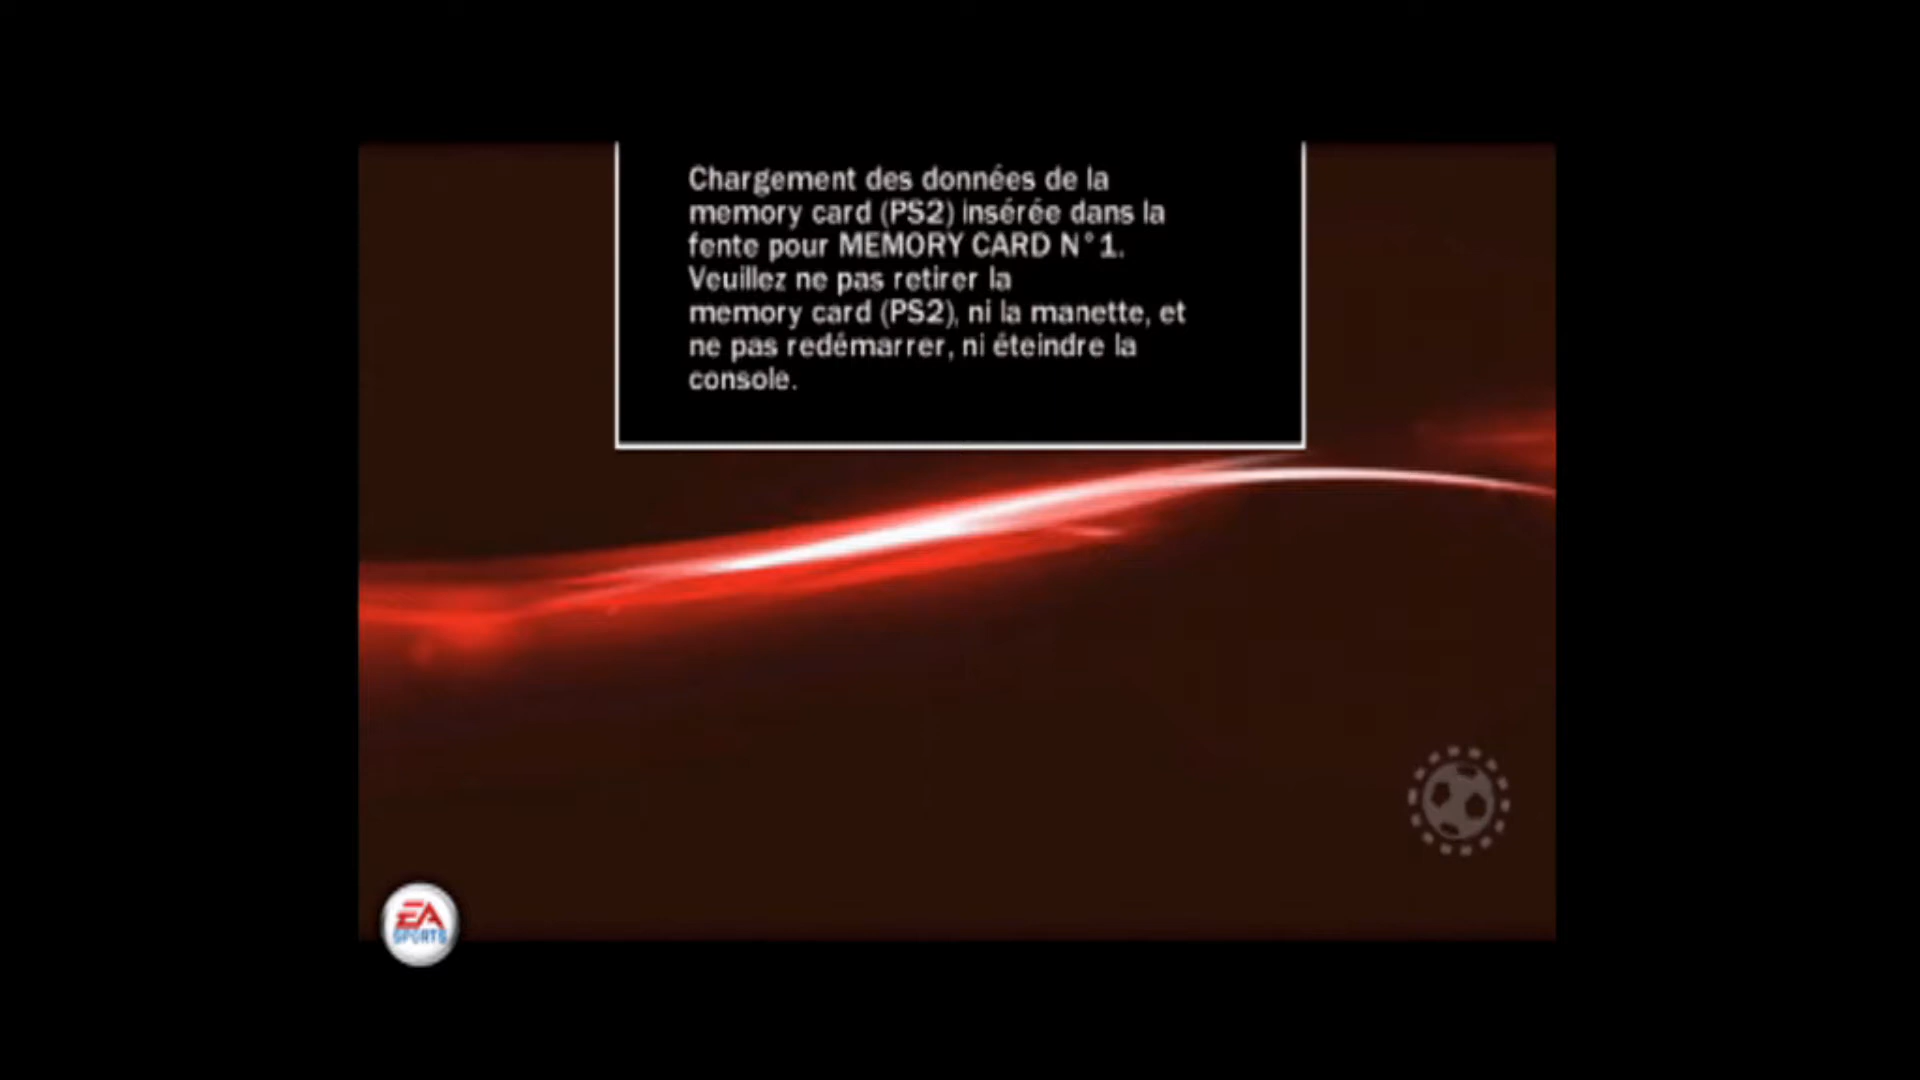 Chargement des données de la
memory card (PS2) insérée dans la
fente pour MEMORY CARD N°1.
Veuillez ne pas retirer la
memory card (PS2), ni la manette, et
ne pas redémarrer, ni éteindre la
console.
EA
SPORTS